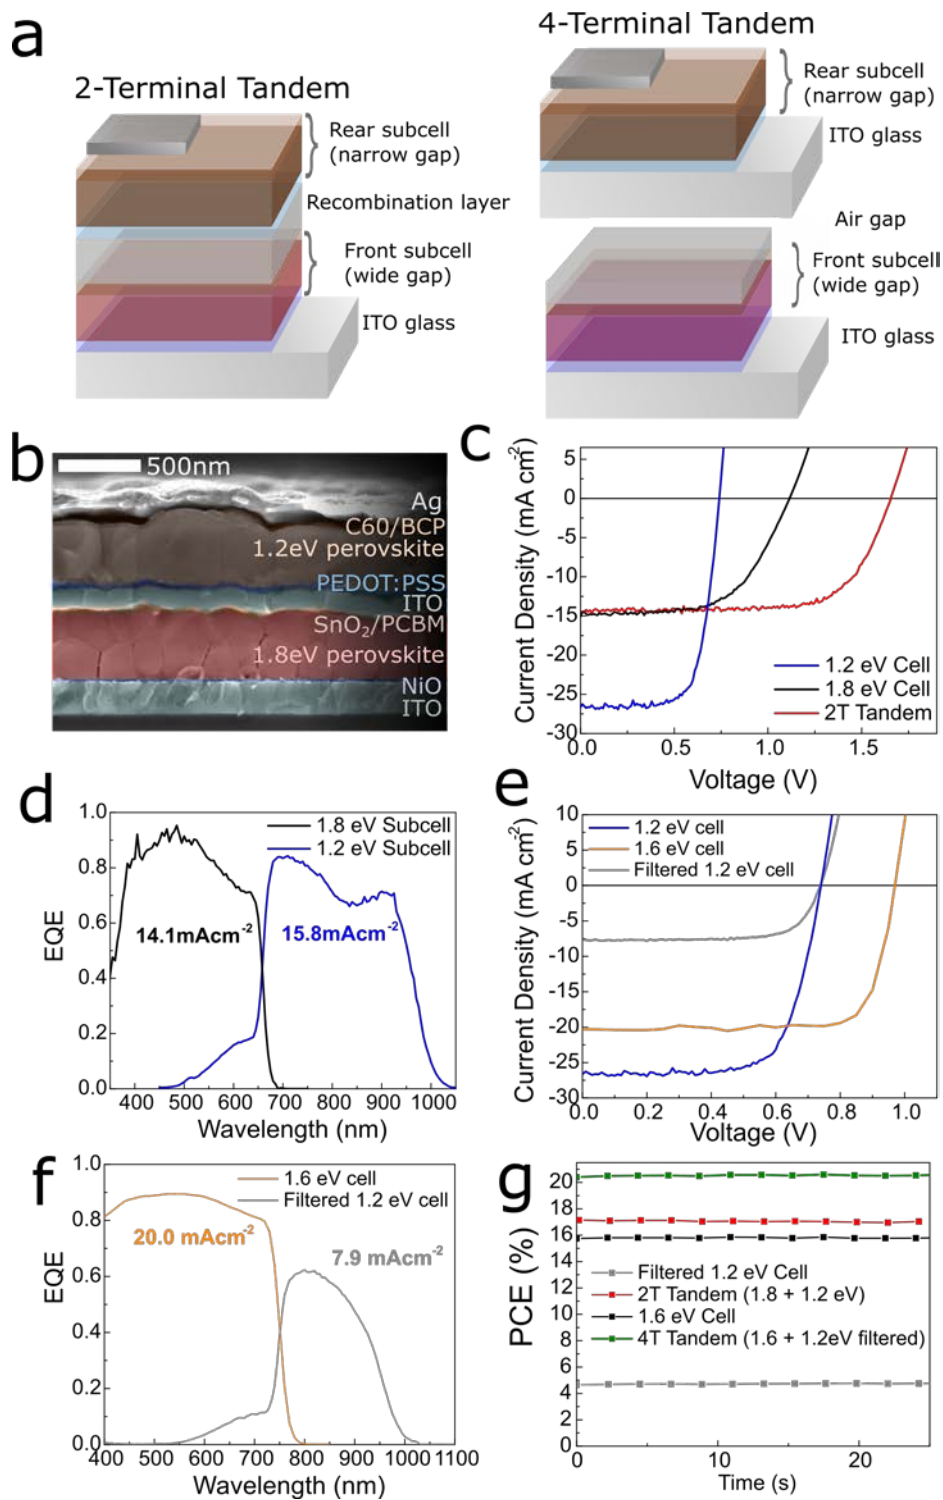 a
2-Terminal Tandem
Rear subcell
(narrow gap)
Recombination layer
Front subcell
(wide gap)
ITO glass
4-Terminal Tandem
Rear subcell
(narrow gap)
ITO glass
Air gap
Front subcell
(wide gap)
ITO glass
b
500nm
Ag
C60/BCP
1.2eV perovskite
PEDOT:PSS
ITO
SnO₂/PCBM
1.8eV perovskite
NiO
ITO
c
Current Density (mA cm⁻²)
5
0
-5
-10
-15
-20
-25
-30
0.0 0.5 1.0 1.5
Voltage (V)
1.2 eV Cell
1.8 eV Cell
2T Tandem
d
EQE
1.0
0.8
0.6
0.4
0.2
0.0
400 500 600 700 800 900 1000
Wavelength (nm)
1.8 eV Subcell
1.2 eV Subcell
14.1mAcm⁻²
15.8mAcm⁻²
e
Current Density (mA cm⁻²)
10
5
0
-5
-10
-15
-20
-25
-30
0.0 0.2 0.4 0.6 0.8 1.0
Voltage (V)
1.2 eV cell
1.6 eV cell
Filtered 1.2 eV cell
f
EQE
1.0
0.8
0.6
0.4
0.2
0.0
400 500 600 700 800 900 1000 1100
Wavelength (nm)
1.6 eV cell
Filtered 1.2 eV cell
20.0 mAcm⁻²
7.9 mAcm⁻²
g
PCE (%)
20
18
16
14
12
10
8
6
4
2
0
0 10 20
Time (s)
Filtered 1.2 eV Cell
2T Tandem (1.8 + 1.2 eV)
1.6 eV Cell
4T Tandem (1.6 + 1.2eV filtered)